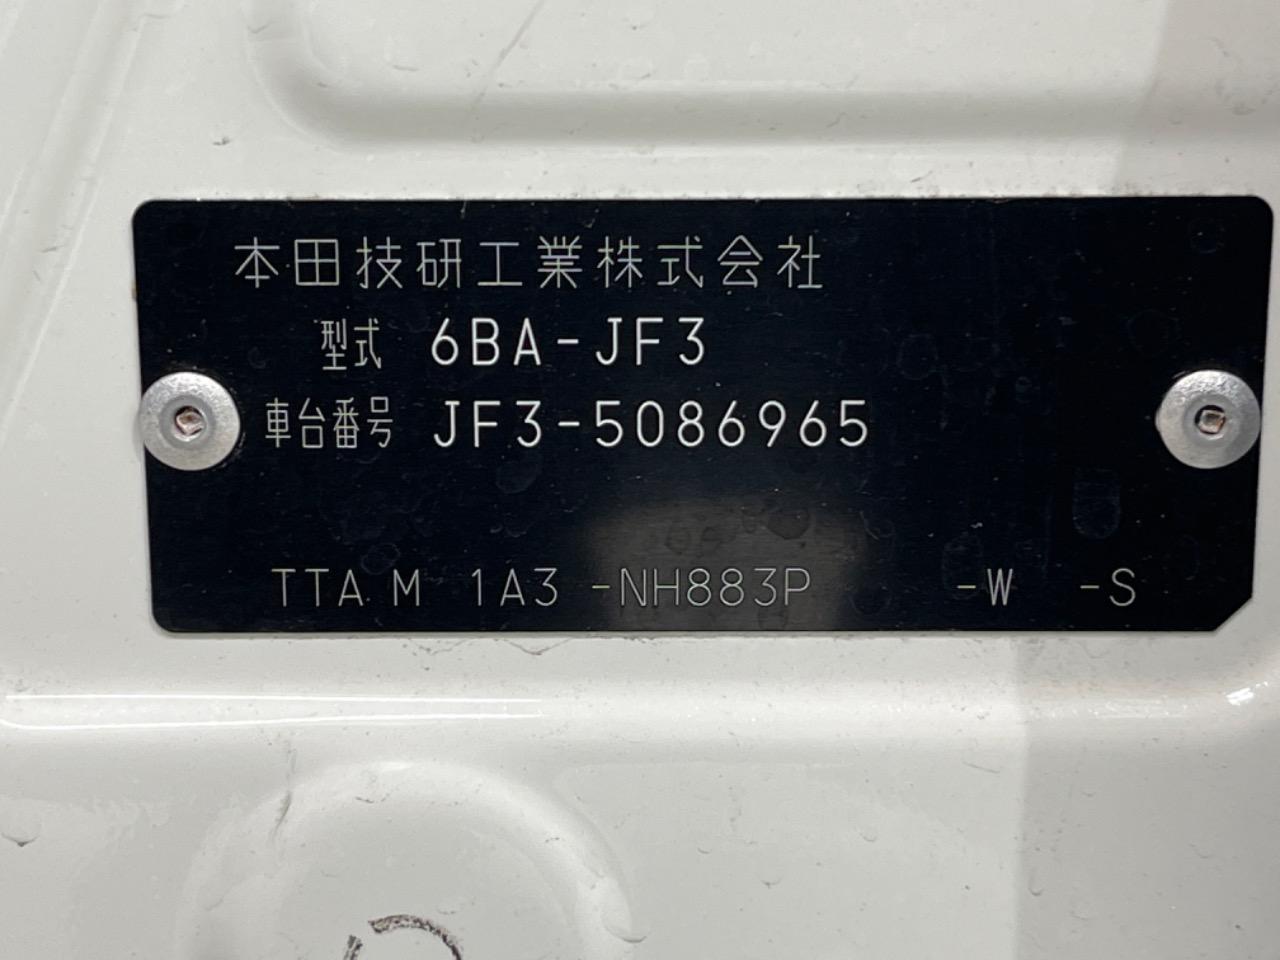 本田技研工業株式会社
型式 6BA-JF3
車台番号 JF3-5086965
TTA M 1A3 -NH883P -W -S